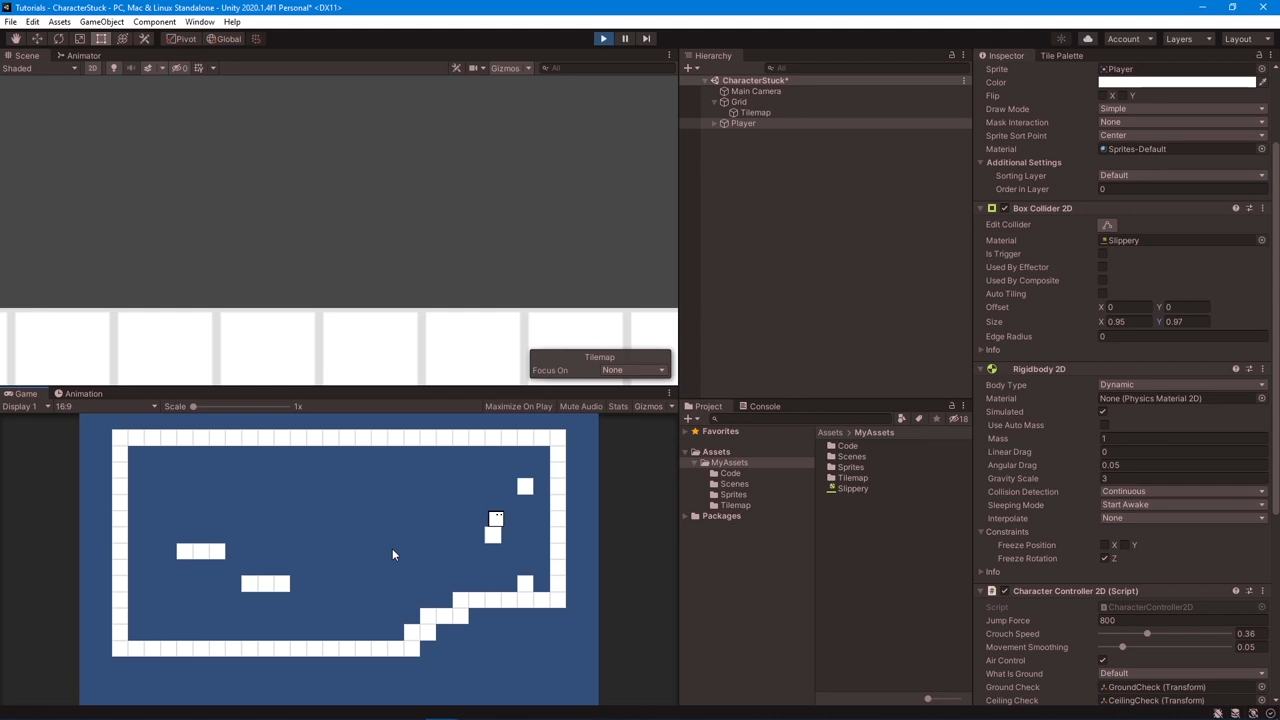 Tutorials - CharacterStuck - PC, Mac & Linux Standalone - Unity 2020.1.4f1 Personal* <DX11>
File Edit Assets GameObject Component Window Help
Pivot Global Account Layers Layout
Scene Animator
Shaded 2D 0 Gizmos All
Tilemap
Focus On None
Game Animation
Display 1 16:9 Scale 1x Maximize On Play Mute Audio Stats Gizmos
Hierarchy
All
CharacterStuck*
Main Camera
Grid
Tilemap
Player
Project Console
18
Favorites
Assets
MyAssets
Code
Scenes
Sprites
Tilemap
Packages
Assets > MyAssets
Code
Scenes
Sprites
Tilemap
Slippery
Inspector Tile Palette
Sprite Player
Color
Flip X Y
Draw Mode Simple
Mask Interaction None
Sprite Sort Point Center
Material Sprites-Default
Additional Settings
Sorting Layer Default
Order in Layer 0
Box Collider 2D
Edit Collider
Material Slippery
Is Trigger
Used By Effector
Used By Composite
Auto Tiling
Offset X 0 Y 0
Size X 0.95 Y 0.97
Edge Radius 0
Info
Rigidbody 2D
Body Type Dynamic
Material None (Physics Material 2D)
Simulated
Use Auto Mass
Mass 1
Linear Drag 0
Angular Drag 0.05
Gravity Scale 3
Collision Detection Continuous
Sleeping Mode Start Awake
Interpolate None
Constraints
Freeze Position X Y
Freeze Rotation Z
Info
Character Controller 2D (Script)
Script CharacterController2D
Jump Force 800
Crouch Speed 0.36
Movement Smoothing 0.05
Air Control
What Is Ground Default
Ground Check GroundCheck (Transform)
Ceiling Check CeilingCheck (Transform)